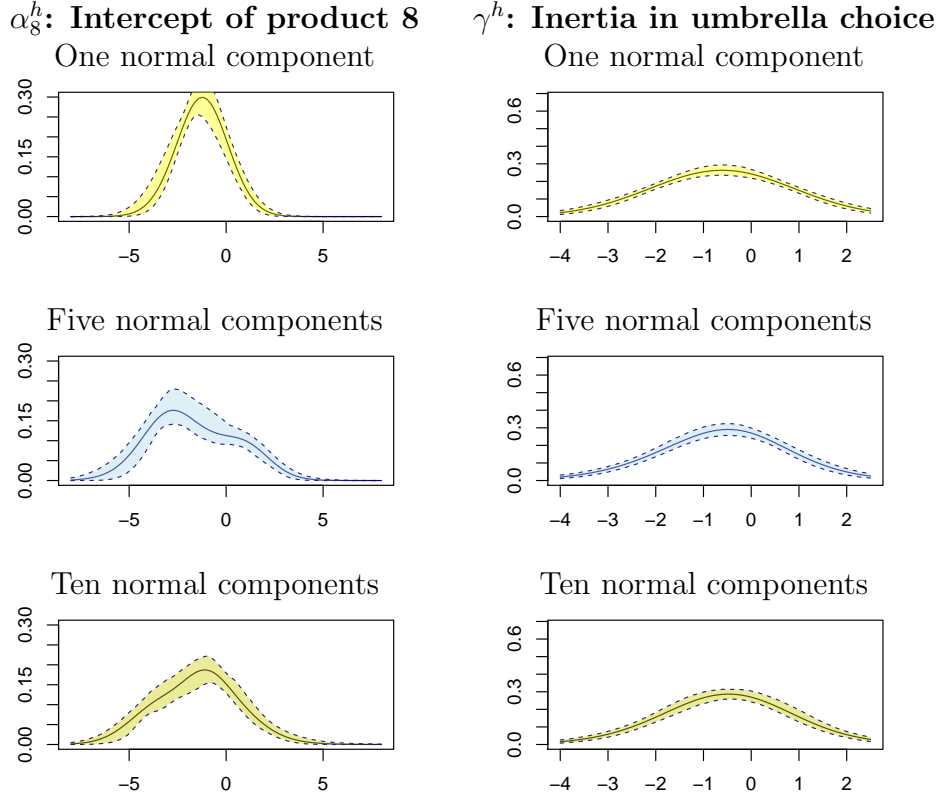 α₈ʰ: Intercept of product 8
One normal component
0.00 0.15 0.30
−5 0 5
Five normal components
0.00 0.15 0.30
−5 0 5
Ten normal components
0.00 0.15 0.30
−5 0 5
γʰ: Inertia in umbrella choice
One normal component
0.0 0.3 0.6
−4 −3 −2 −1 0 1 2
Five normal components
0.0 0.3 0.6
−4 −3 −2 −1 0 1 2
Ten normal components
0.0 0.3 0.6
−4 −3 −2 −1 0 1 2